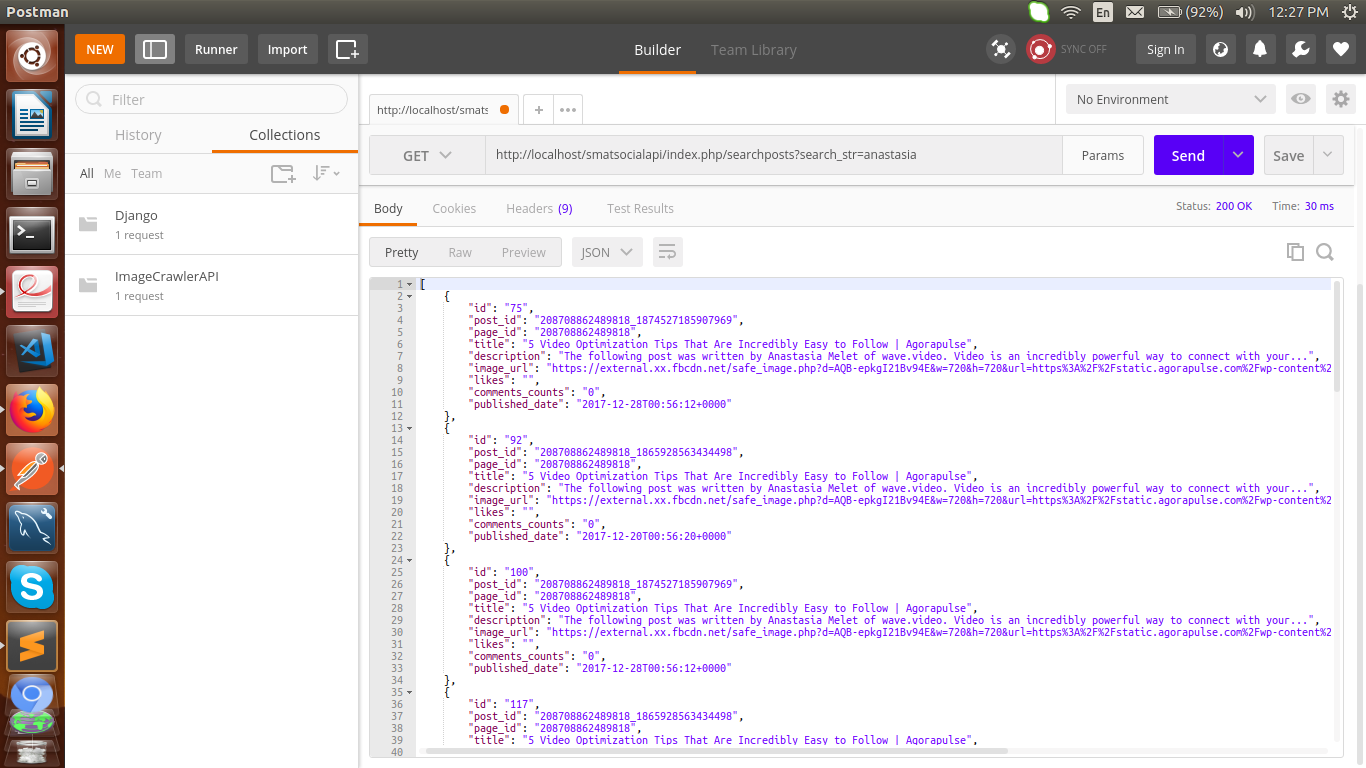 Postman
En
(92%)
12:27 PM
NEW
Runner
Import
Builder
Team Library
SYNC OFF
Sign In
Filter
History
Collections
All Me Team
Django
1 request
ImageCrawlerAPI
1 request
http://localhost/smats
+
No Environment
GET
http://localhost/smatsocialapi/index.php/searchposts?search_str=anastasia
Params
Send
Save
Body
Cookies
Headers (9)
Test Results
Status: 200 OK
Time: 30 ms
Pretty
Raw
Preview
JSON
1 [
2 {
3 "id": "75",
4 "post_id": "208708862489818_1874527185907969",
5 "page_id": "208708862489818",
6 "title": "5 Video Optimization Tips That Are Incredibly Easy to Follow | Agorapulse",
7 "description": "The following post was written by Anastasia Melet of wave.video. Video is an incredibly powerful way to connect with your...",
8 "image_url": "https://external.xx.fbcdn.net/safe_image.php?d=AQB-epkgI21Bv94E&w=720&h=720&url=https%3A%2F%2Fstatic.agorapulse.com%2Fwp-content%2
9 "likes": "",
10 "comments_counts": "0",
11 "published_date": "2017-12-28T00:56:12+0000"
12 },
13 {
14 "id": "92",
15 "post_id": "208708862489818_1865928563434498",
16 "page_id": "208708862489818",
17 "title": "5 Video Optimization Tips That Are Incredibly Easy to Follow | Agorapulse",
18 "description": "The following post was written by Anastasia Melet of wave.video. Video is an incredibly powerful way to connect with your...",
19 "image_url": "https://external.xx.fbcdn.net/safe_image.php?d=AQB-epkgI21Bv94E&w=720&h=720&url=https%3A%2F%2Fstatic.agorapulse.com%2Fwp-content%2
20 "likes": "",
21 "comments_counts": "0",
22 "published_date": "2017-12-20T00:56:20+0000"
23 },
24 {
25 "id": "100",
26 "post_id": "208708862489818_1874527185907969",
27 "page_id": "208708862489818",
28 "title": "5 Video Optimization Tips That Are Incredibly Easy to Follow | Agorapulse",
29 "description": "The following post was written by Anastasia Melet of wave.video. Video is an incredibly powerful way to connect with your...",
30 "image_url": "https://external.xx.fbcdn.net/safe_image.php?d=AQB-epkgI21Bv94E&w=720&h=720&url=https%3A%2F%2Fstatic.agorapulse.com%2Fwp-content%2
31 "likes": "",
32 "comments_counts": "0",
33 "published_date": "2017-12-28T00:56:12+0000"
34 },
35 {
36 "id": "117",
37 "post_id": "208708862489818_1865928563434498",
38 "page_id": "208708862489818",
39 "title": "5 Video Optimization Tips That Are Incredibly Easy to Follow | Agorapulse",
40